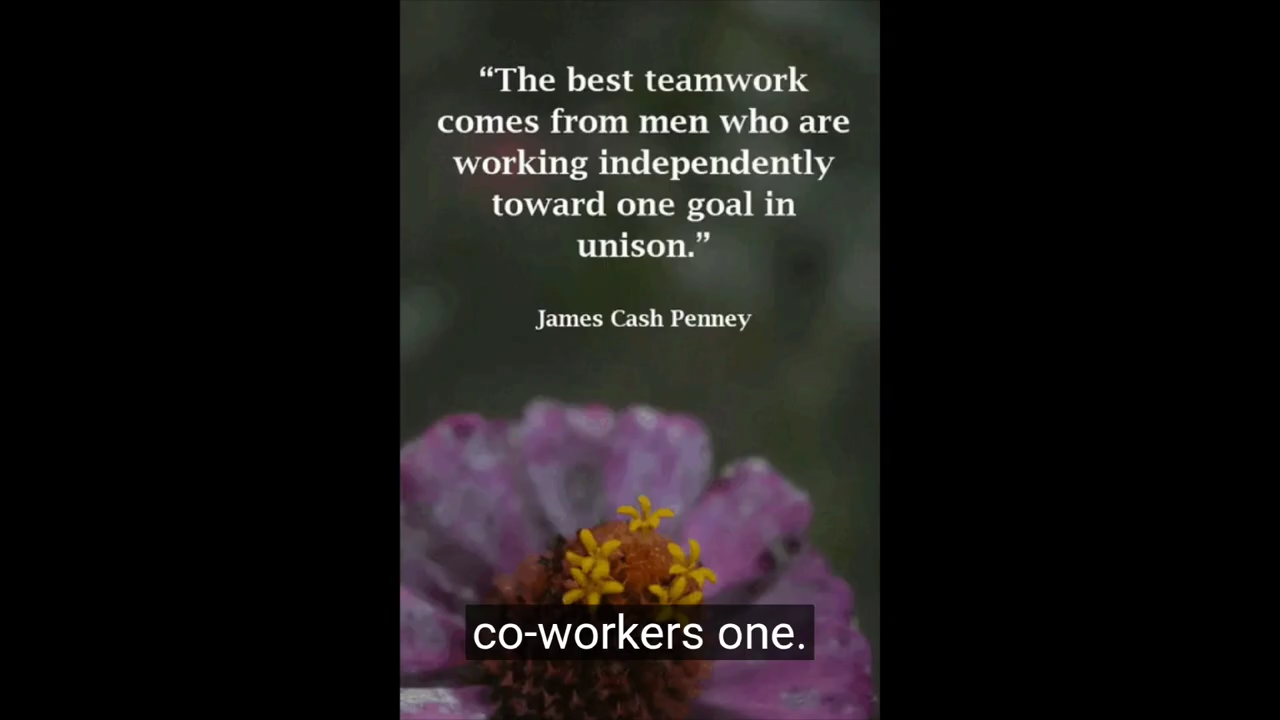 “The best teamwork
comes from men who are
working independently
toward one goal in
unison.”
James Cash Penney
co-workers one.